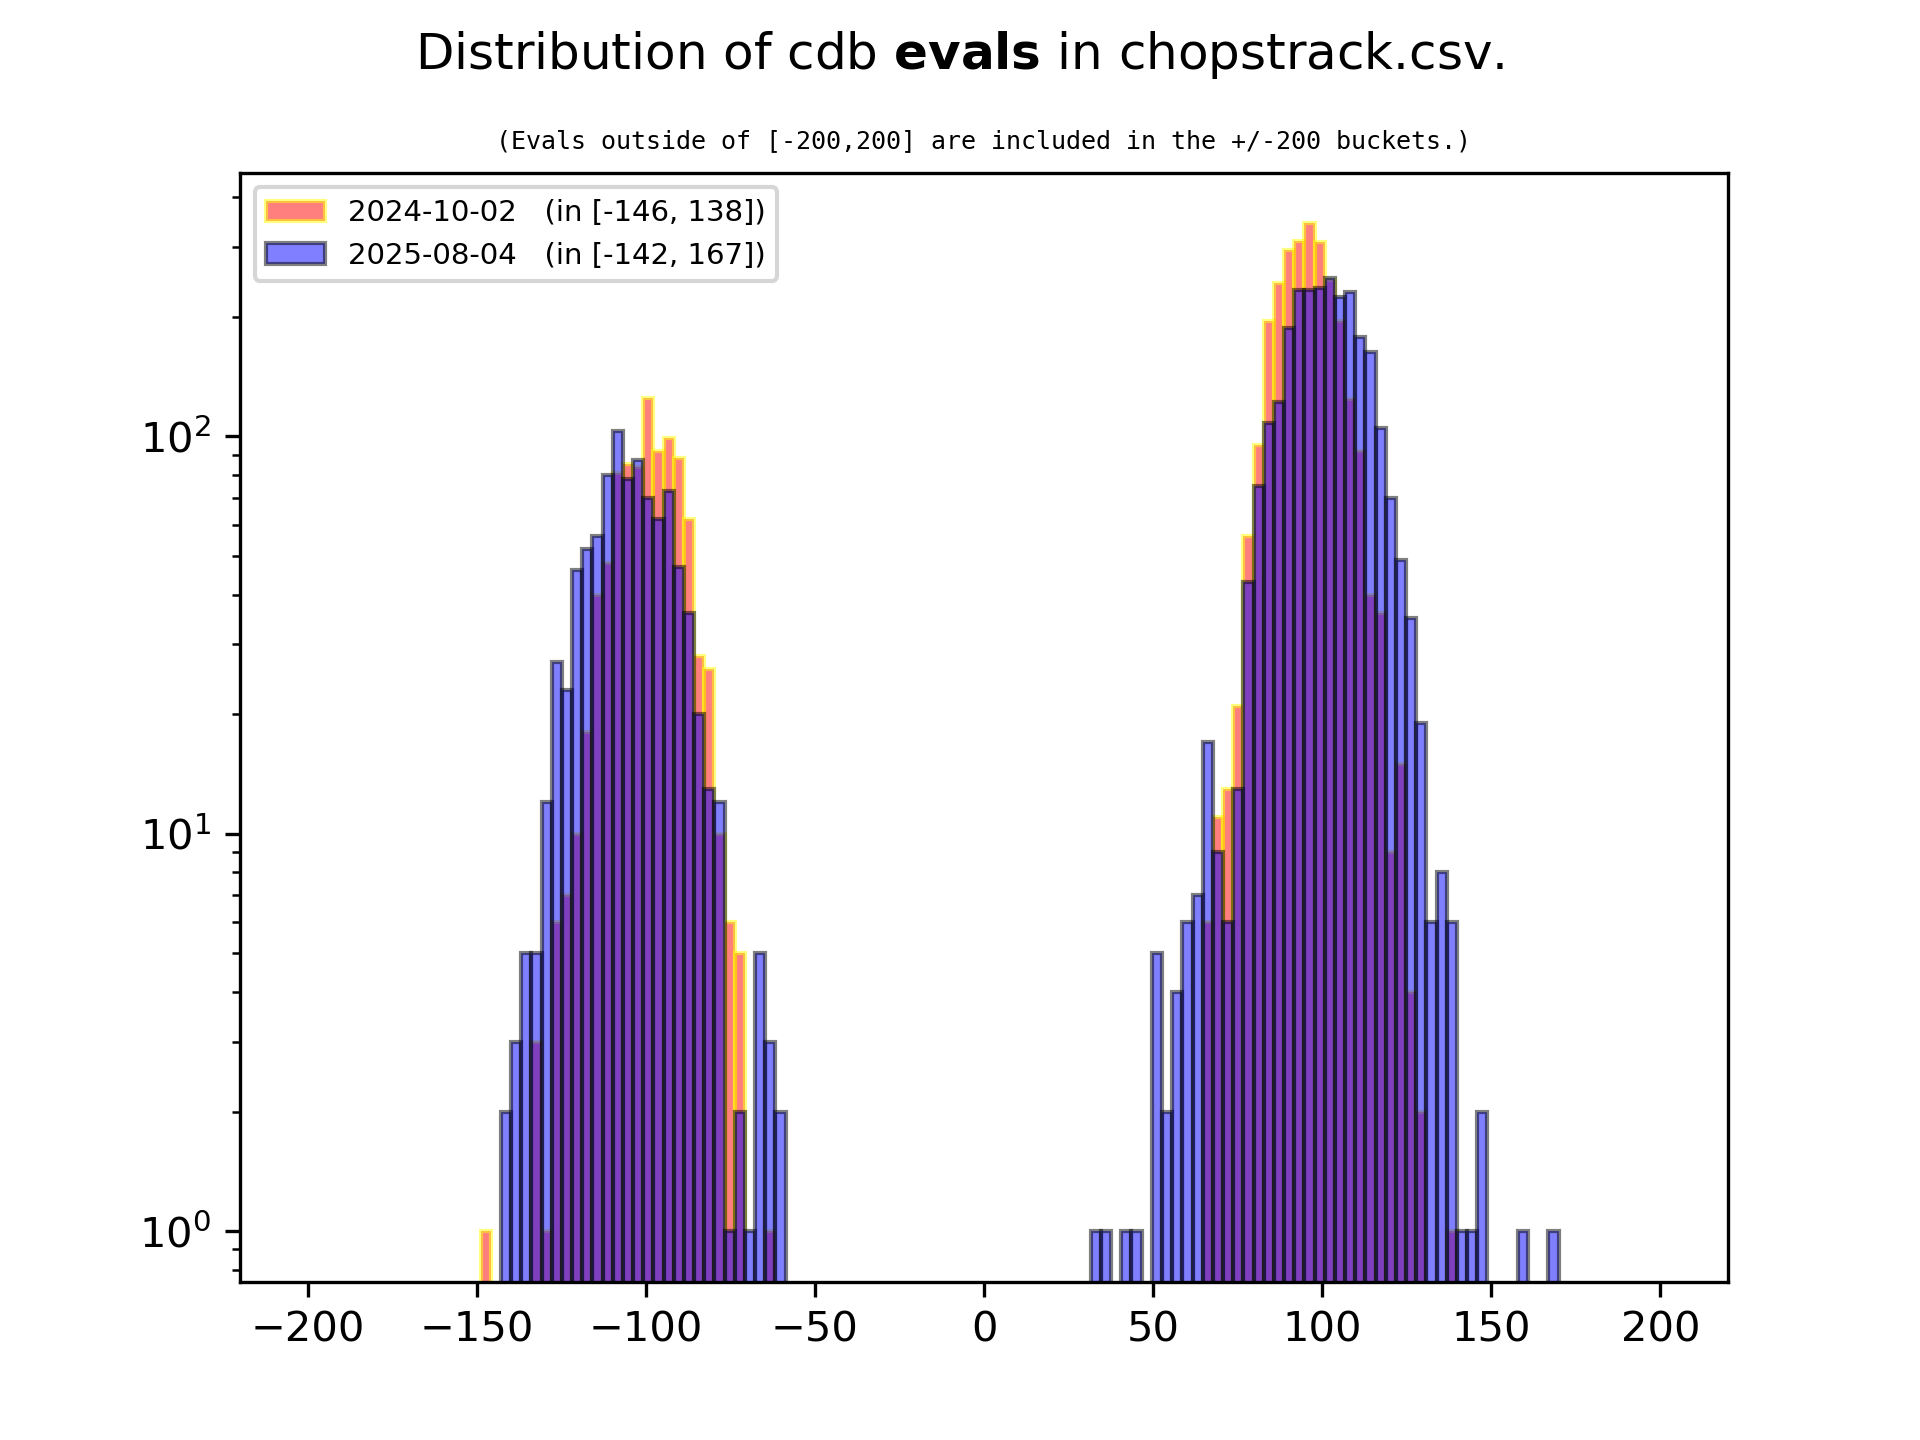 Distribution of cdb evals in chopstrack.csv.
(Evals outside of [-200,200] are included in the +/-200 buckets.)
2024-10-02 (in [-146, 138])
2025-08-04 (in [-142, 167])
10²
10¹
10⁰
−200 −150 −100 −50 0 50 100 150 200